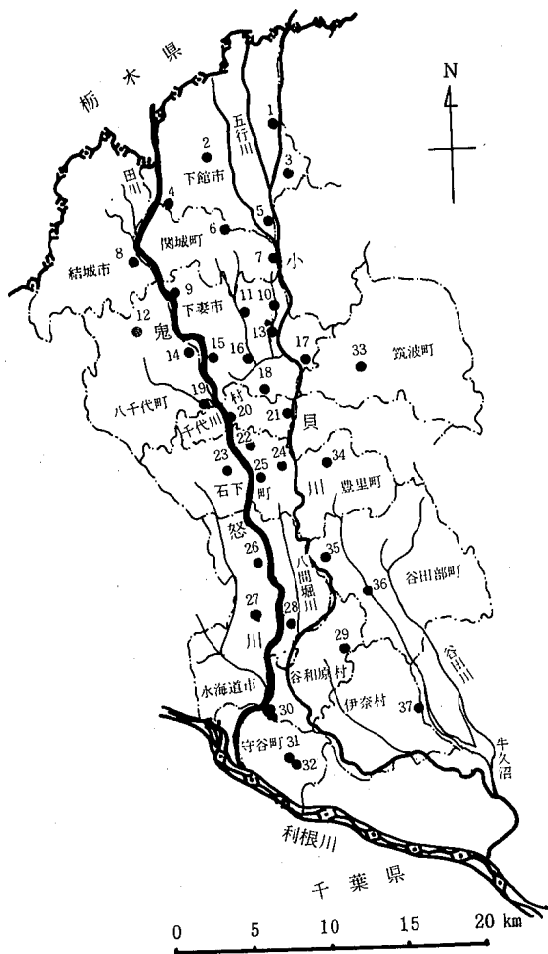 栃木県
N
五行川
1
2
3
下館市
田川
4
5
関城町
6
7
小
8
結城市
9
10
11
下妻市
12
鬼
13
14
15
16
17
33
筑波町
18
19
村
八千代町
千代川
20
21
貝
22
23
24
34
25
石下町
川
豊里町
怒
26
八間堀川
35
36
谷田部町
27
28
川
谷田川
29
水海道市
谷和原村
伊奈村
30
37
守谷町
31
32
牛久沼
利根川
千葉県
0 5 10 15 20 km